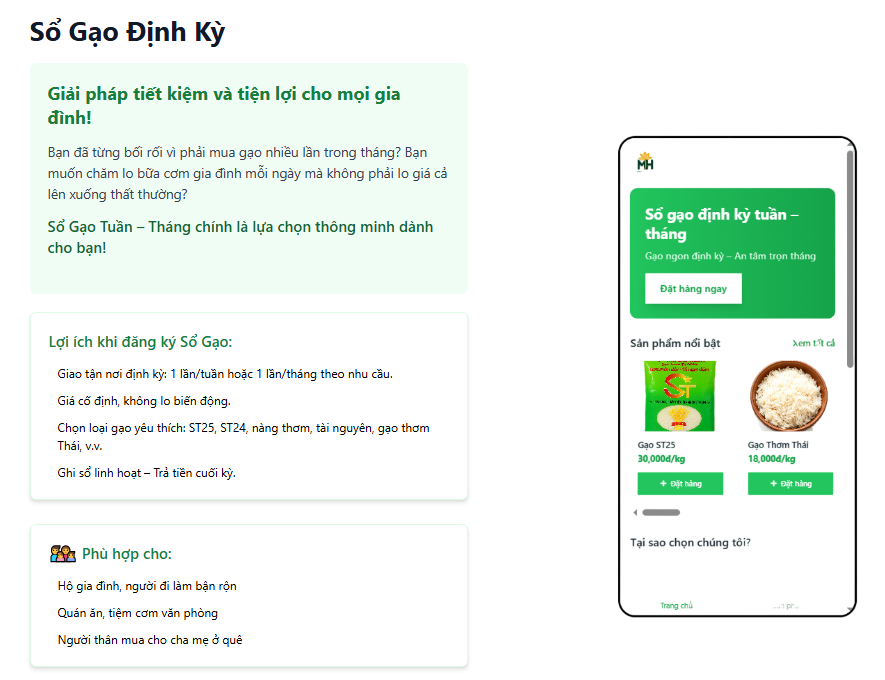 Sổ Gạo Định Kỳ
Giải pháp tiết kiệm và tiện lợi cho mọi gia
đình!
Bạn đã từng bối rối vì phải mua gạo nhiều lần trong tháng? Bạn
muốn chăm lo bữa cơm gia đình mỗi ngày mà không phải lo giá cả
lên xuống thất thường?
Sổ Gạo Tuần – Tháng chính là lựa chọn thông minh dành
cho bạn!
Lợi ích khi đăng ký Sổ Gạo:
Giao tận nơi định kỳ: 1 lần/tuần hoặc 1 lần/tháng theo nhu cầu.
Giá cố định, không lo biến động.
Chọn loại gạo yêu thích: ST25, ST24, nàng thơm, tài nguyên, gạo thơm
Thái, v.v.
Ghi sổ linh hoạt – Trả tiền cuối kỳ.
Phù hợp cho:
Hộ gia đình, người đi làm bận rộn
Quán ăn, tiệm cơm văn phòng
Người thân mua cho cha mẹ ở quê
MH
Sổ gạo định kỳ tuần –
tháng
Gạo ngon định kỳ – An tâm trọn tháng
Đặt hàng ngay
Sản phẩm nổi bật
Xem tất cả
ST
Gạo ST25
30,000đ/kg
+ Đặt hàng
Gạo Thơm Thái
18,000đ/kg
+ Đặt hàng
Tại sao chọn chúng tôi?
Trang chủ